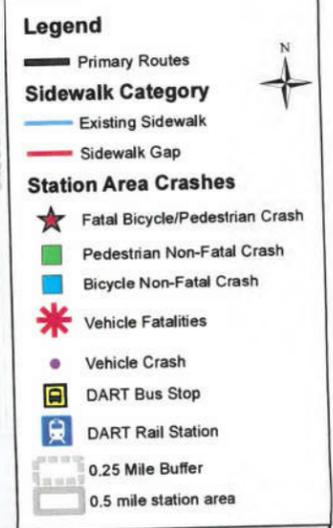 Legend
N
Primary Routes
Sidewalk Category
Existing Sidewalk
Sidewalk Gap
Station Area Crashes
Fatal Bicycle/Pedestrian Crash
Pedestrian Non-Fatal Crash
Bicycle Non-Fatal Crash
Vehicle Fatalities
Vehicle Crash
DART Bus Stop
DART Rail Station
0.25 Mile Buffer
0.5 mile station area